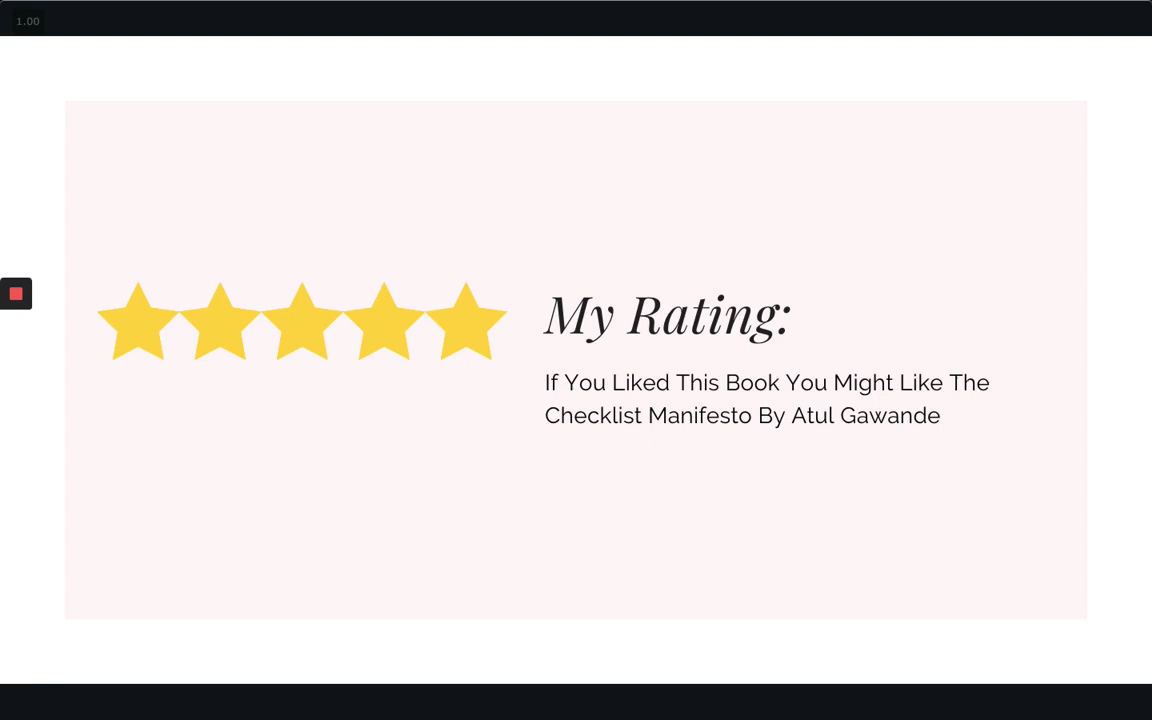 1.00
My Rating:
If You Liked This Book You Might Like The
Checklist Manifesto By Atul Gawande